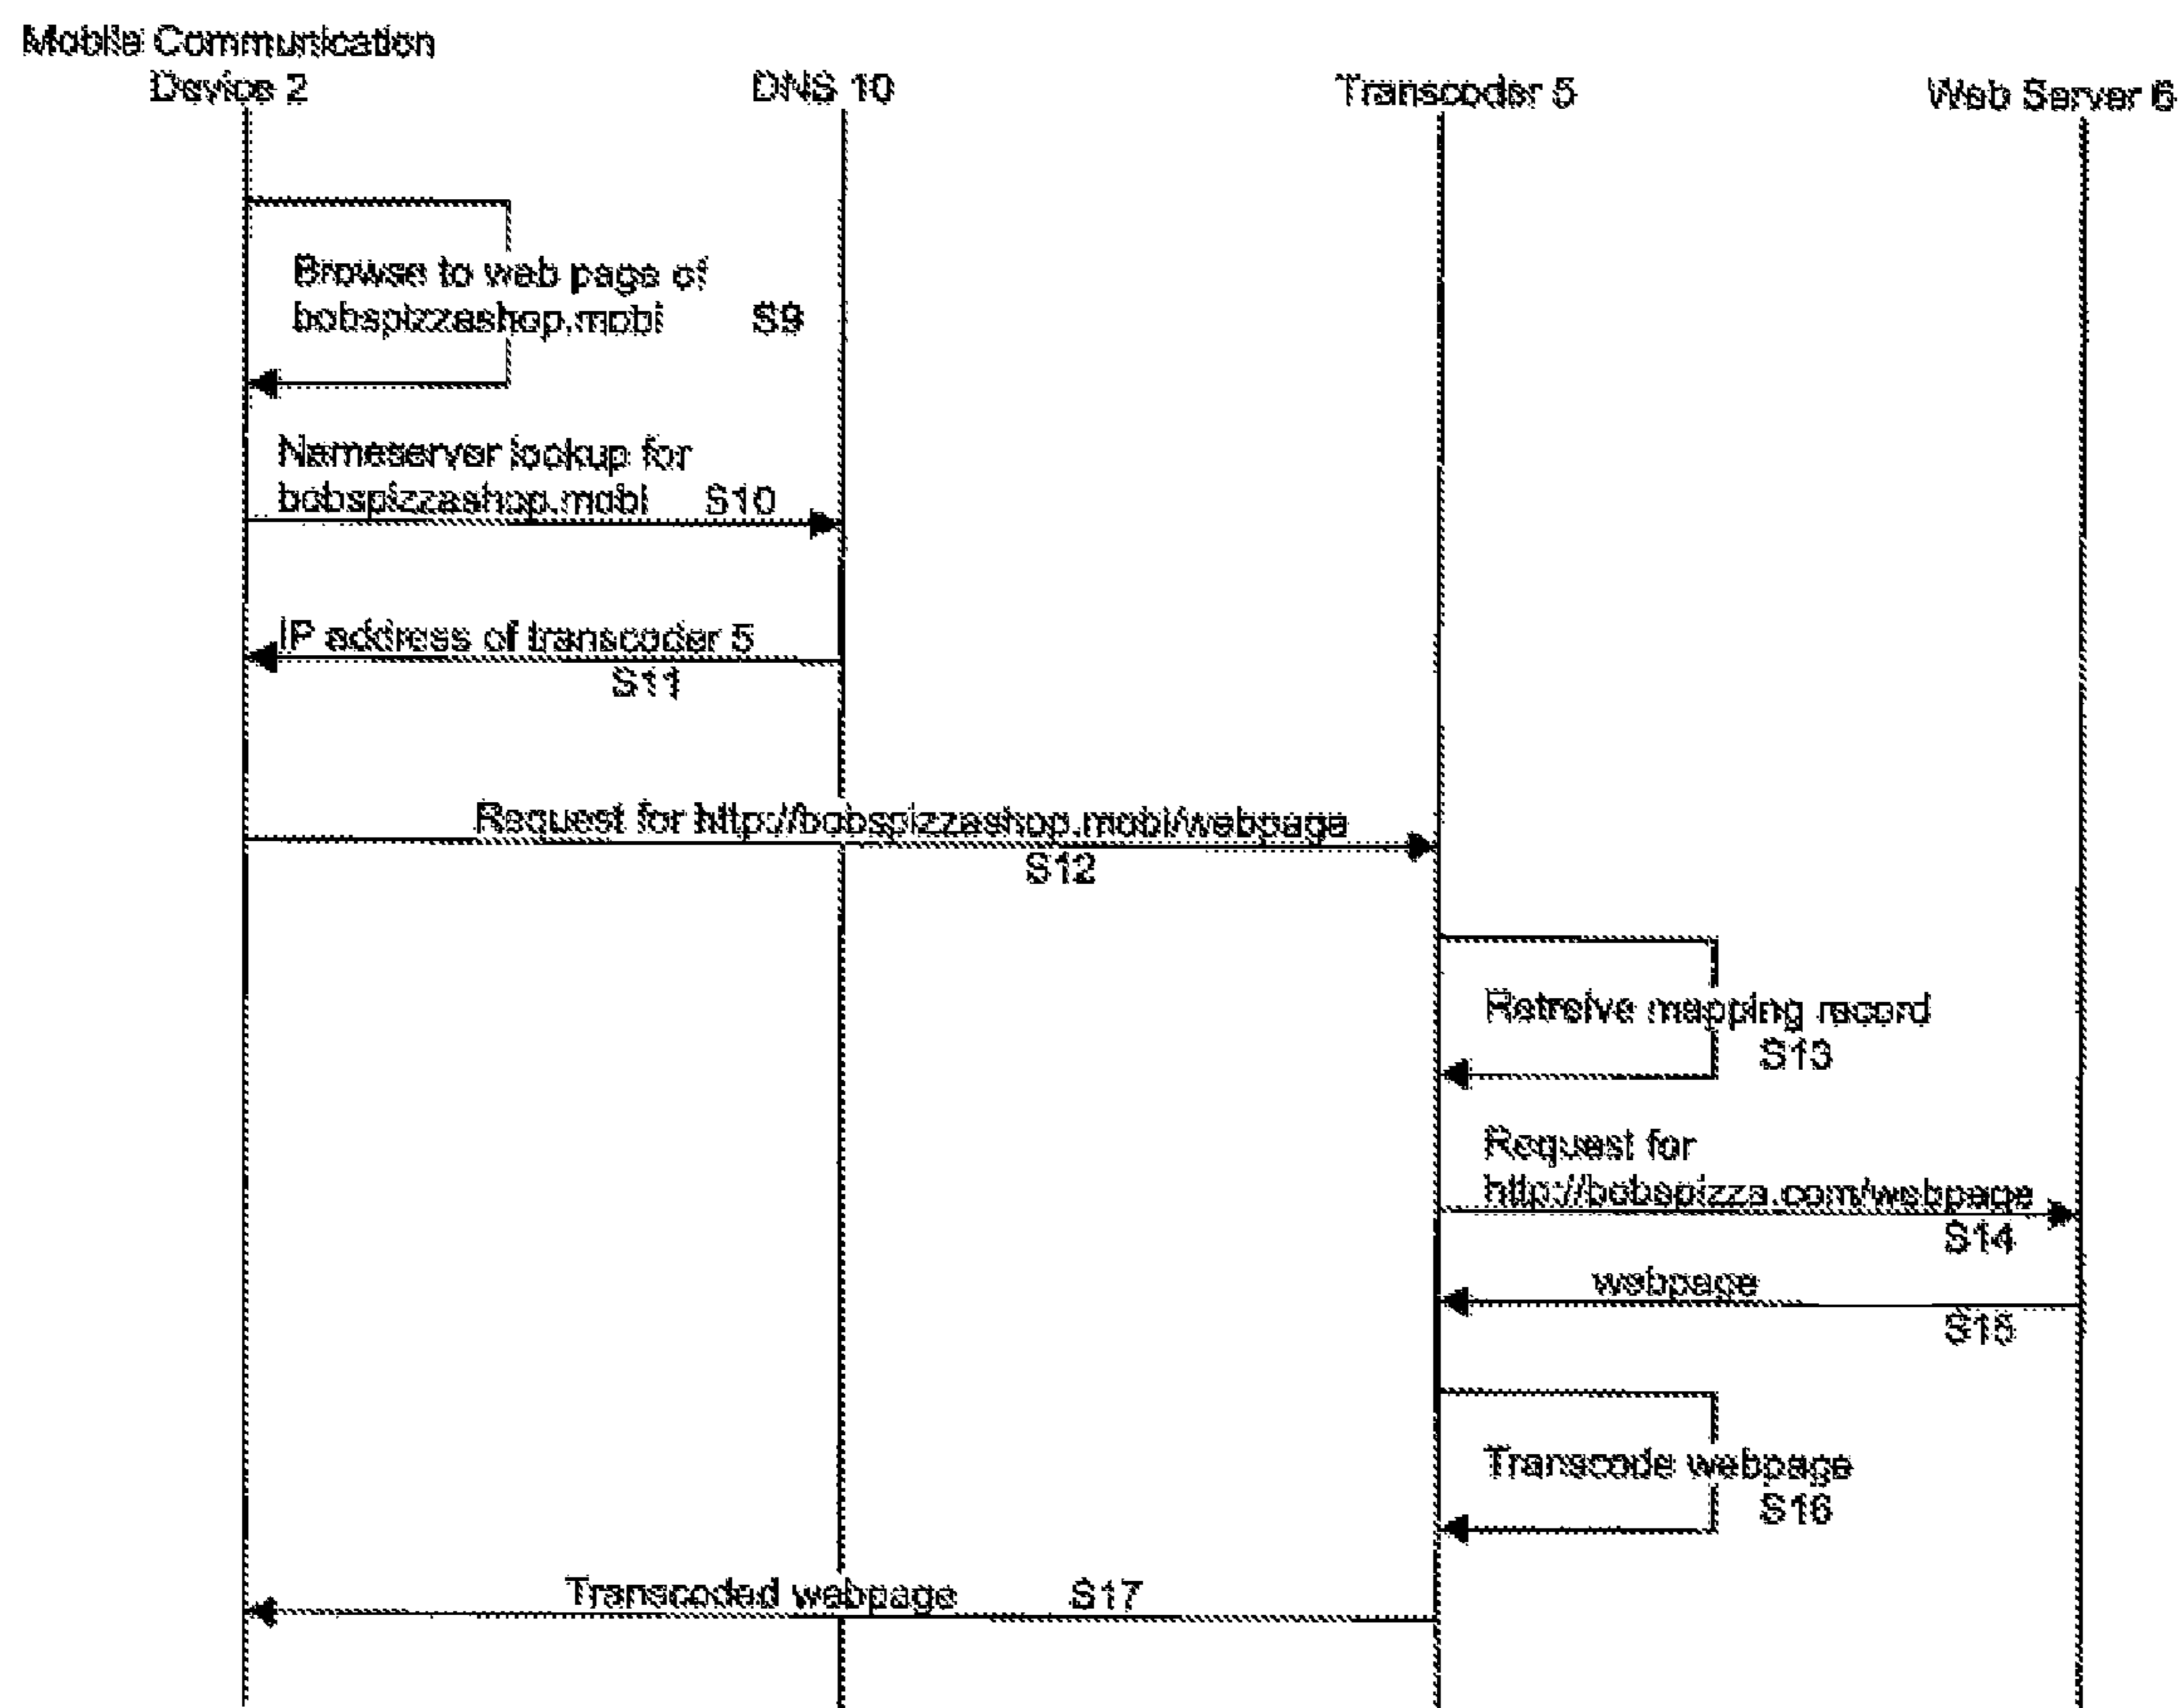 Mobile Communication
Device 2
DNS 10
Transcoder 5
Web Server 6
Browse to web page of
bobspizzashop.mobi S9
Nameserver lookup for
bobspizzashop.mobi S10
IP address of transcoder 5
S11
Request for http://bobspizzashop.mobi/webpage
S12
Retreive mapping record
S13
Request for
http://bobspizza.com/webpage
S14
webpage
S15
Transcode webpage
S16
Transcoded webpage S17